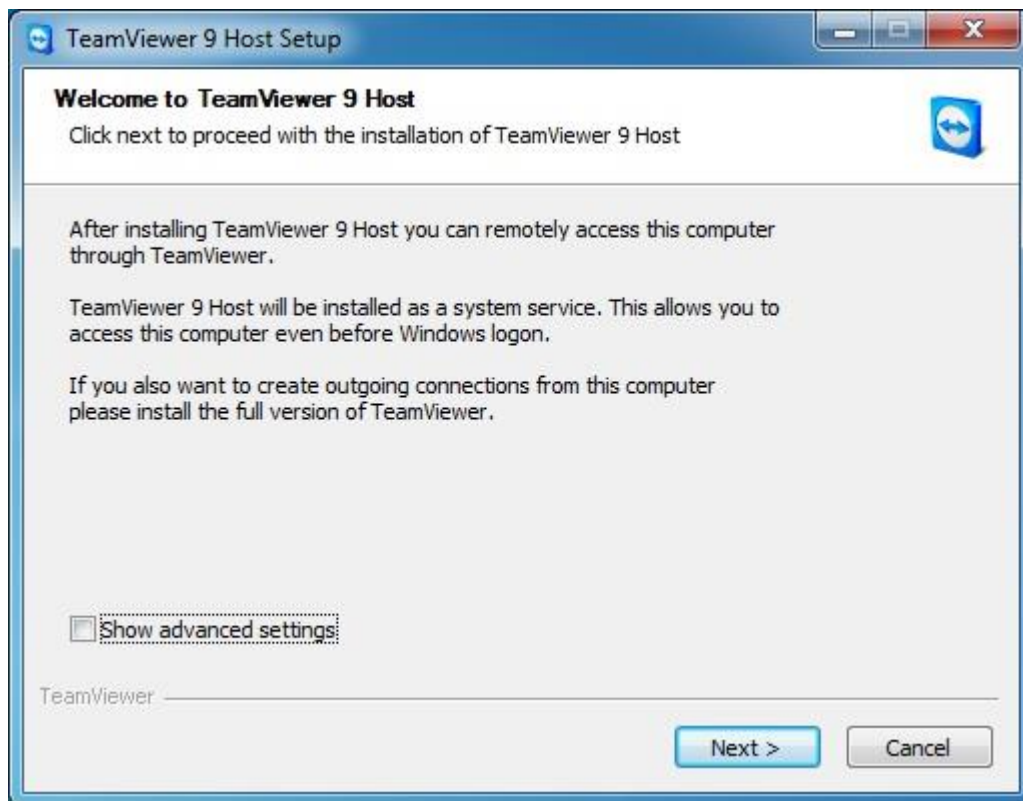 TeamViewer 9 Host Setup
Welcome to TeamViewer 9 Host
Click next to proceed with the installation of TeamViewer 9 Host
After installing TeamViewer 9 Host you can remotely access this computer
through TeamViewer.
TeamViewer 9 Host will be installed as a system service. This allows you to
access this computer even before Windows logon.
If you also want to create outgoing connections from this computer
please install the full version of TeamViewer.
Show advanced settings
TeamViewer
Next >
Cancel